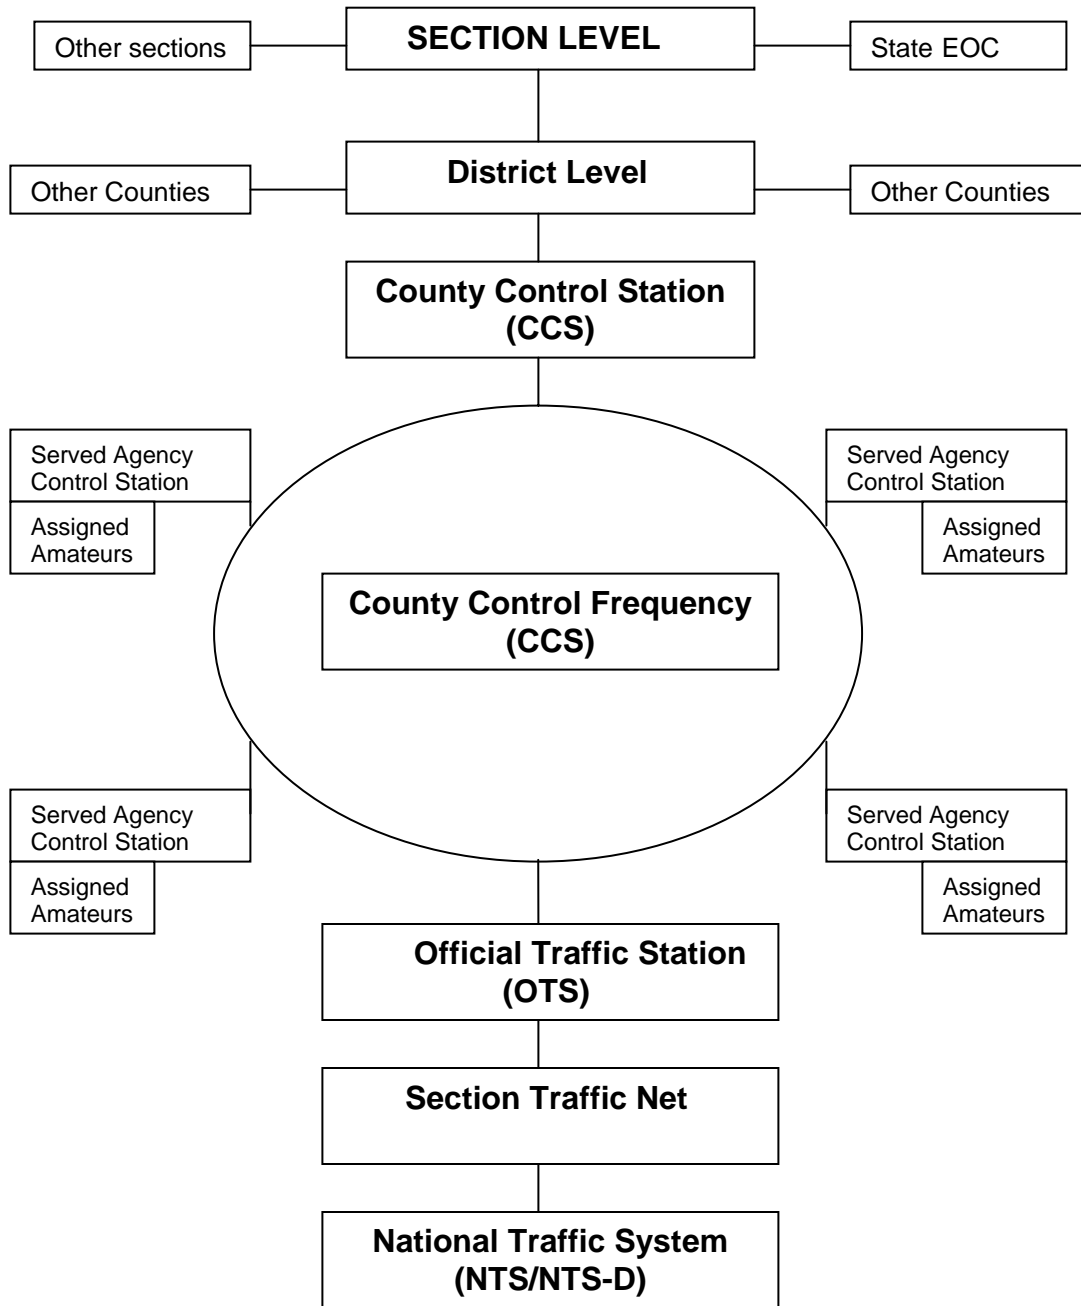 Other sections
SECTION LEVEL
State EOC
Other Counties
District Level
Other Counties
County Control Station
(CCS)
Served Agency
Control Station
Assigned
Amateurs
Served Agency
Control Station
Assigned
Amateurs
County Control Frequency
(CCS)
Served Agency
Control Station
Assigned
Amateurs
Served Agency
Control Station
Assigned
Amateurs
Official Traffic Station
(OTS)
Section Traffic Net
National Traffic System
(NTS/NTS-D)